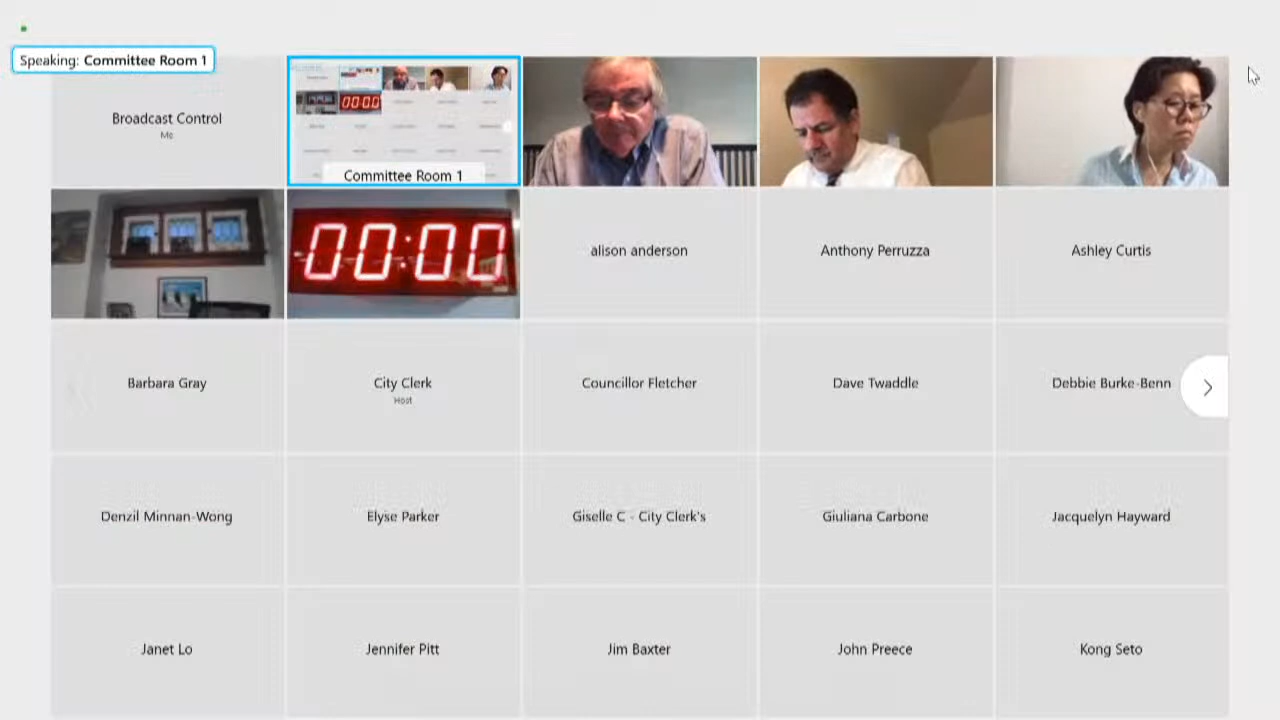 Speaking: Committee Room 1
Broadcast Control
Me
Committee Room 1
00:00
00:00
alison anderson
Anthony Perruzza
Ashley Curtis
Barbara Gray
City Clerk
Host
Councillor Fletcher
Dave Twaddle
Debbie Burke-Benn
Denzil Minnan-Wong
Elyse Parker
Giselle C - City Clerk's
Giuliana Carbone
Jacquelyn Hayward
Janet Lo
Jennifer Pitt
Jim Baxter
John Preece
Kong Seto